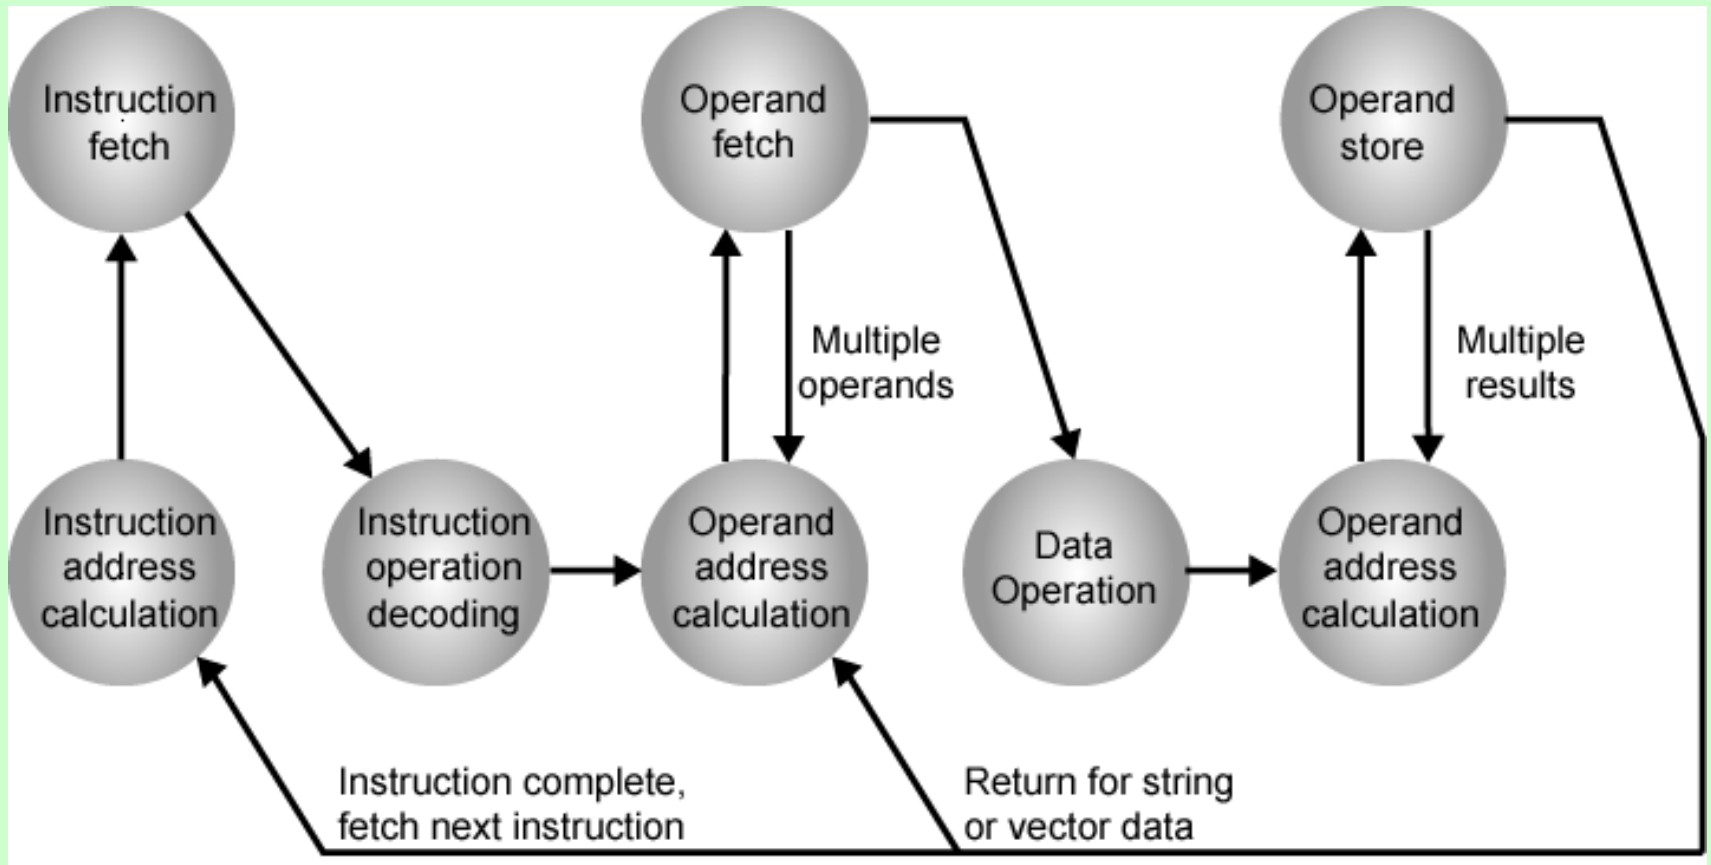 Instruction
fetch
Operand
fetch
Operand
store
Multiple
operands
Multiple
results
Instruction
address
calculation
Instruction
operation
decoding
Operand
address
calculation
Data
Operation
Operand
address
calculation
Instruction complete,
fetch next instruction
Return for string
or vector data